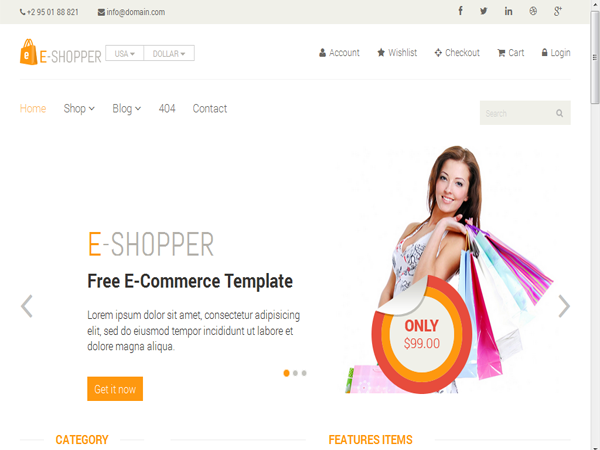 +2 95 01 88 821 info@domain.com
E-SHOPPER USA DOLLAR Account Wishlist Checkout Cart Login
Home Shop Blog 404 Contact Search
E-SHOPPER
Free E-Commerce Template
Lorem ipsum dolor sit amet, consectetur adipisicing
elit, sed do eiusmod tempor incididunt ut labore et
dolore magna aliqua.
Get it now
ONLY
$99.00
CATEGORY FEATURES ITEMS